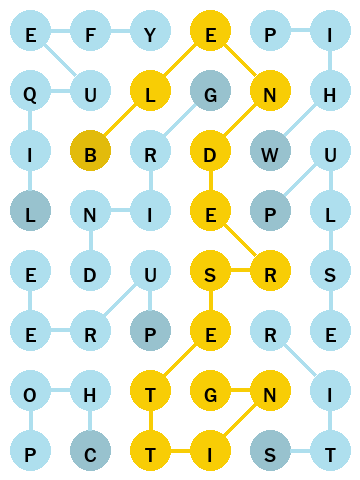 E F Y E P I
Q U L G N H
I B R D W U
L N I E P L
E D U S R S
E R P E R E
O H T G N I
P C T I S T